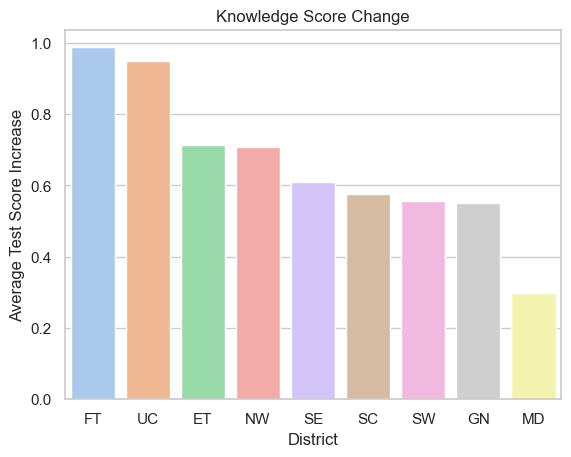 Knowledge Score Change
Average Test Score Increase
1.0
0.8
0.6
0.4
0.2
0.0
FT UC ET NW SE SC SW GN MD
District